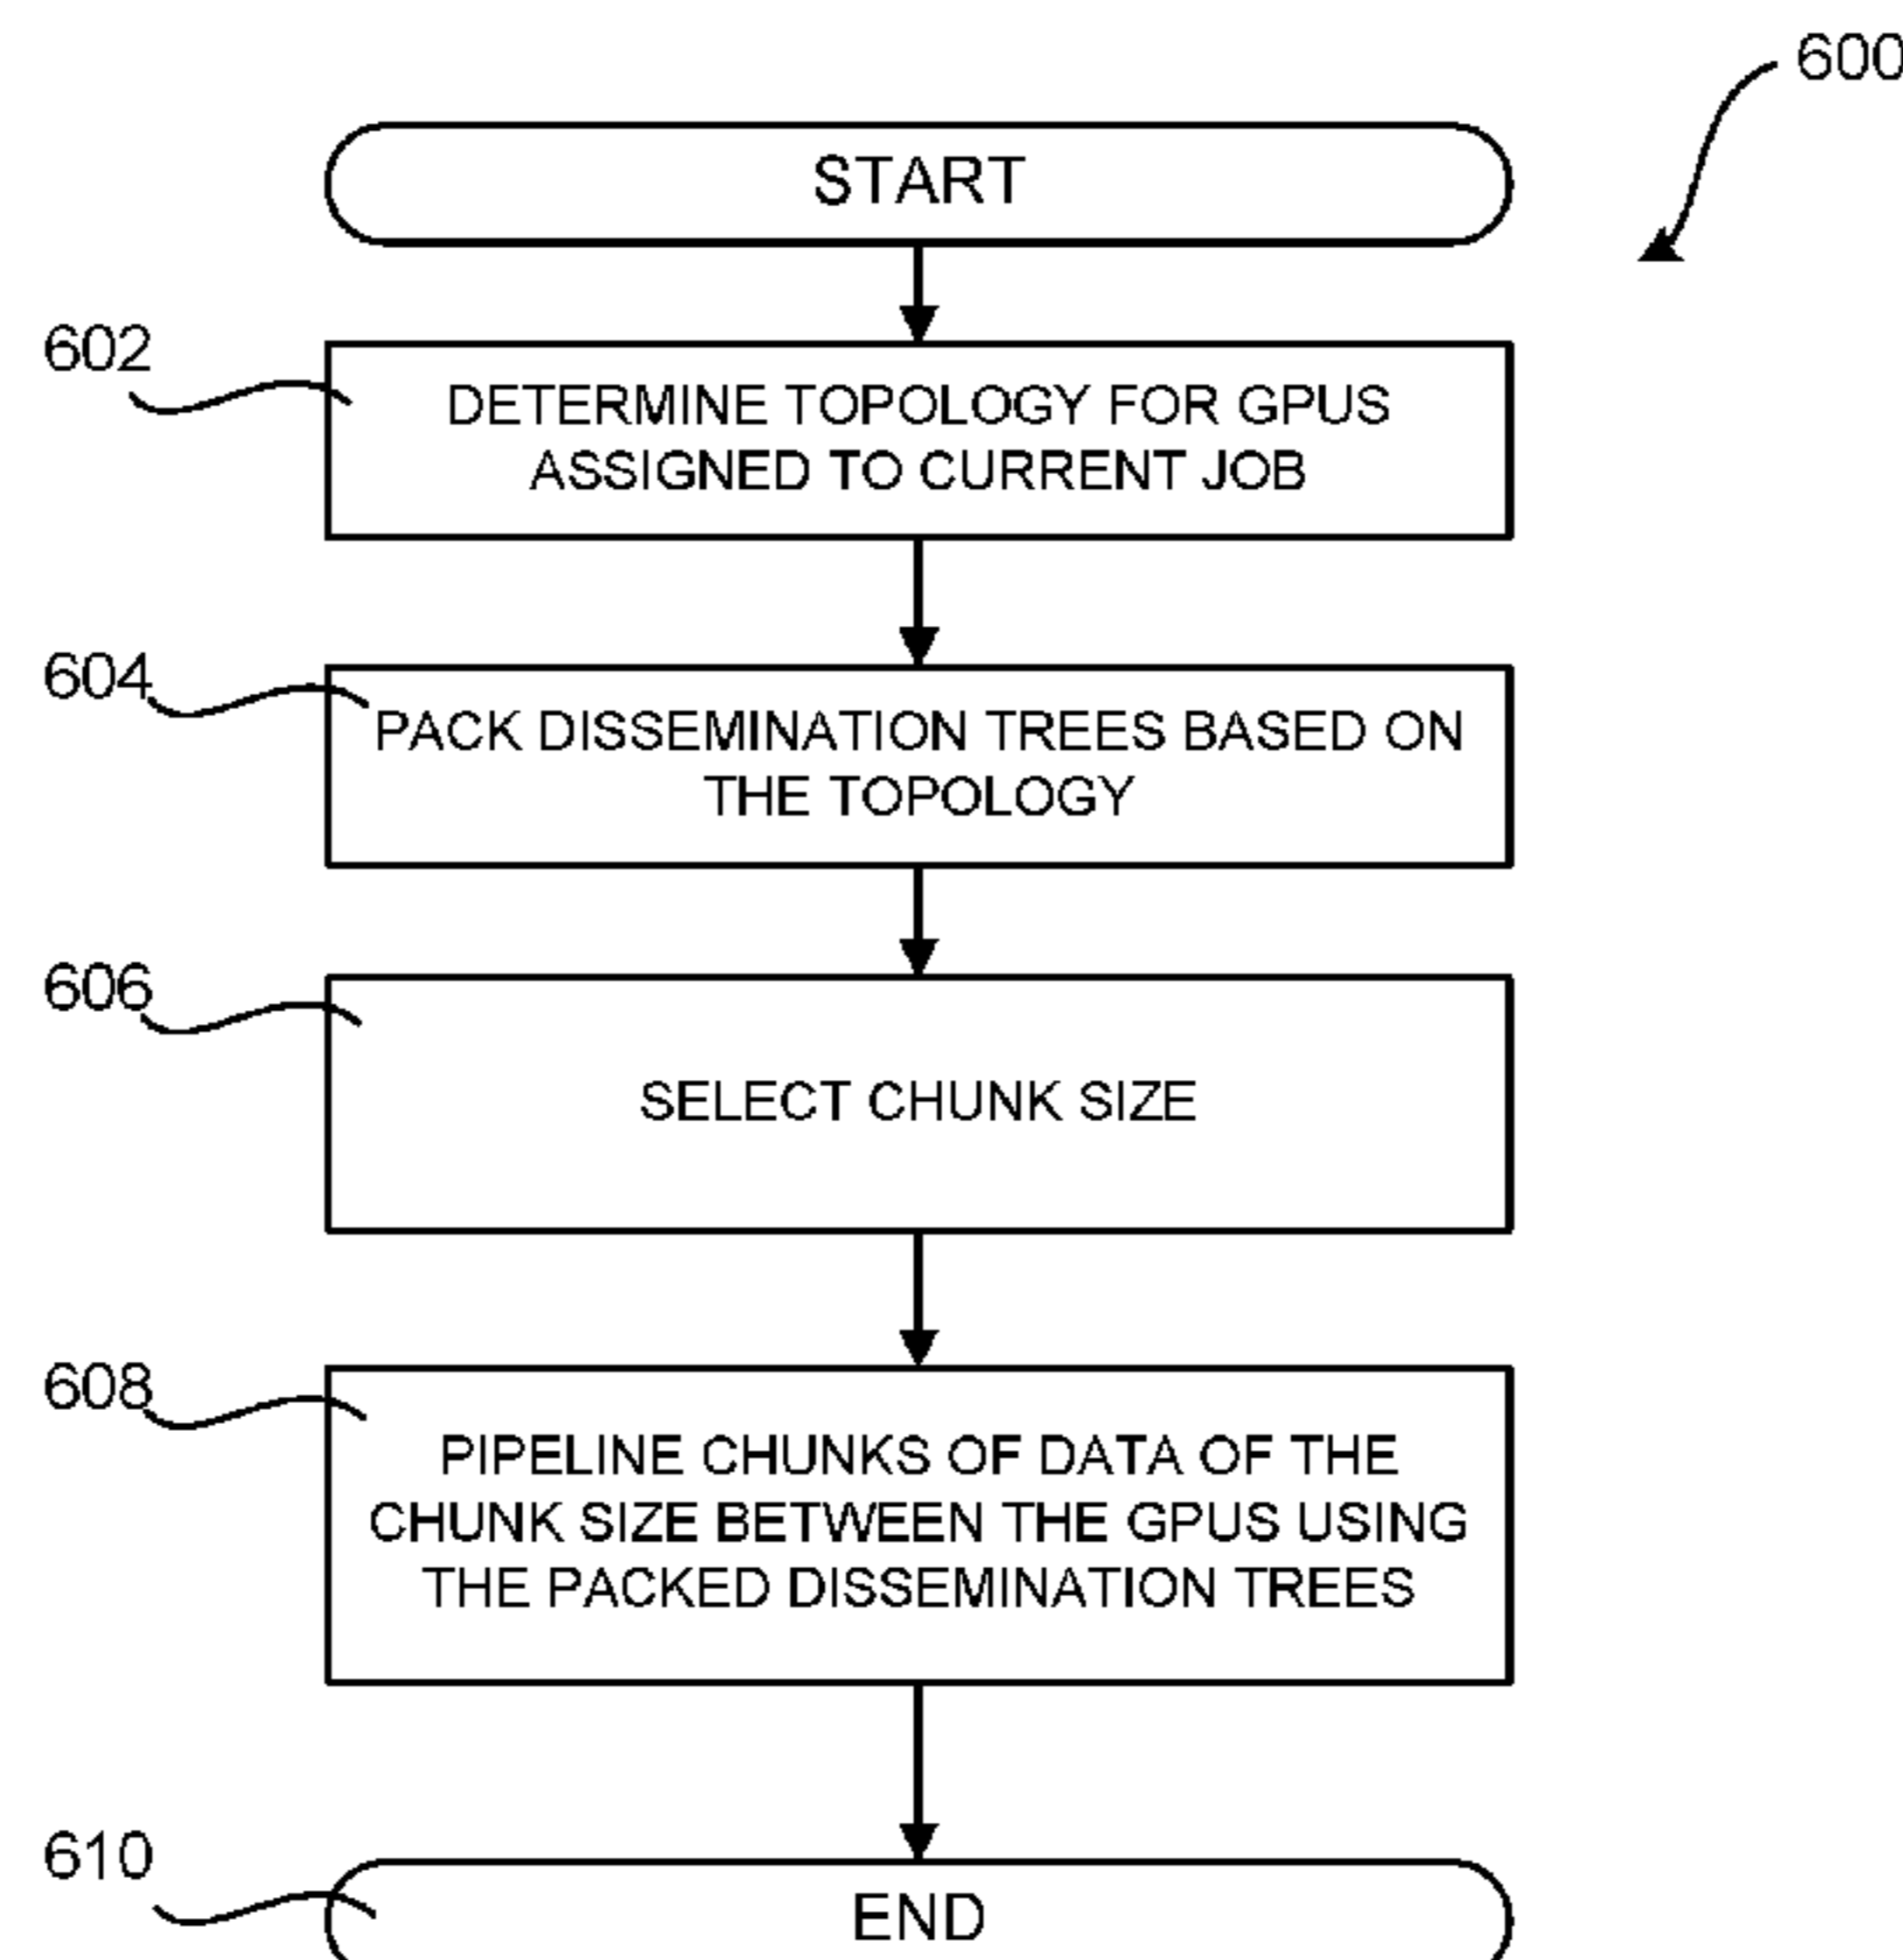 600
START
602
DETERMINE TOPOLOGY FOR GPUS
ASSIGNED TO CURRENT JOB
604
PACK DISSEMINATION TREES BASED ON
THE TOPOLOGY
606
SELECT CHUNK SIZE
608
PIPELINE CHUNKS OF DATA OF THE
CHUNK SIZE BETWEEN THE GPUS USING
THE PACKED DISSEMINATION TREES
610
END